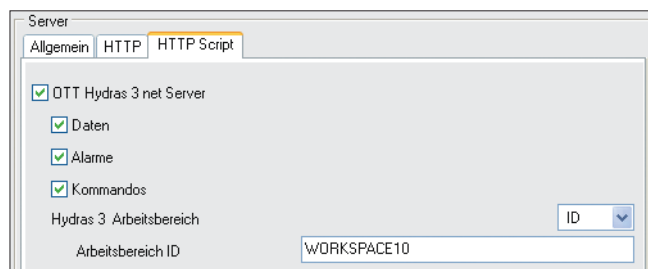 Server
Allgemein HTTP HTTP Script
OTT Hydras 3 net Server
Daten
Alarme
Kommandos
Hydras 3 Arbeitsbereich ID
Arbeitsbereich ID WORKSPACE10